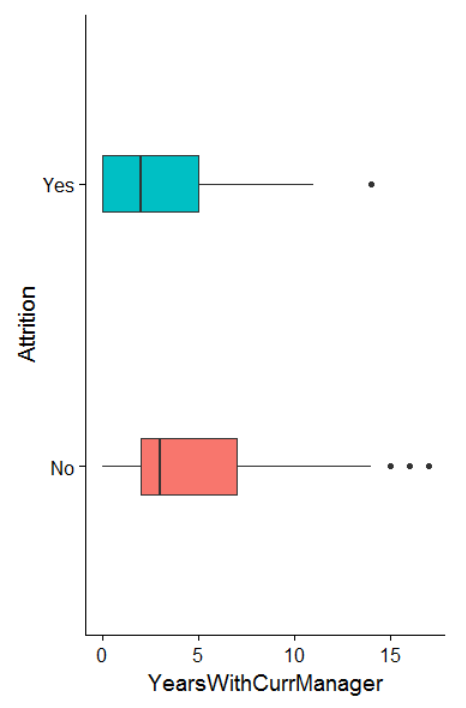 Yes
Attrition
No
0 5 10 15
YearsWithCurrManager